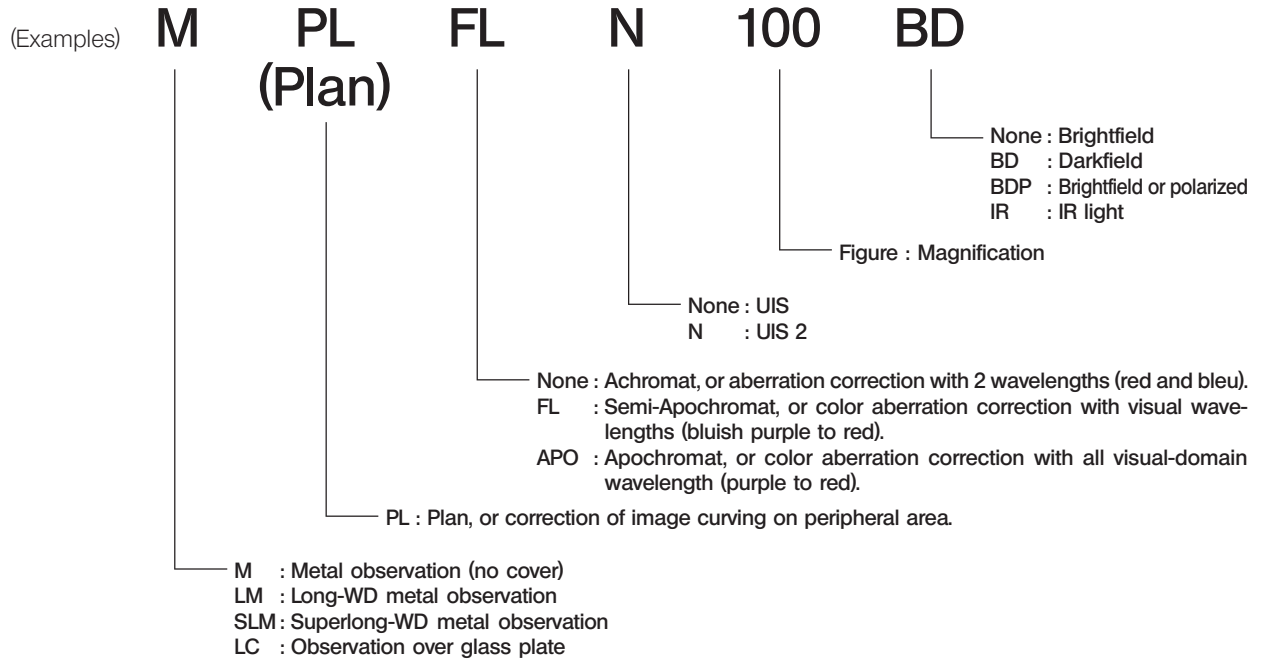 (Examples) M PL FL N 100 BD
(Plan)
None : Brightfield
BD : Darkfield
BDP : Brightfield or polarized
IR : IR light
Figure : Magnification
None : UIS
N : UIS 2
None : Achromat, or aberration correction with 2 wavelengths (red and bleu).
FL : Semi-Apochromat, or color aberration correction with visual wave-
lengths (bluish purple to red).
APO : Apochromat, or color aberration correction with all visual-domain
wavelength (purple to red).
PL : Plan, or correction of image curving on peripheral area.
M : Metal observation (no cover)
LM : Long-WD metal observation
SLM : Superlong-WD metal observation
LC : Observation over glass plate